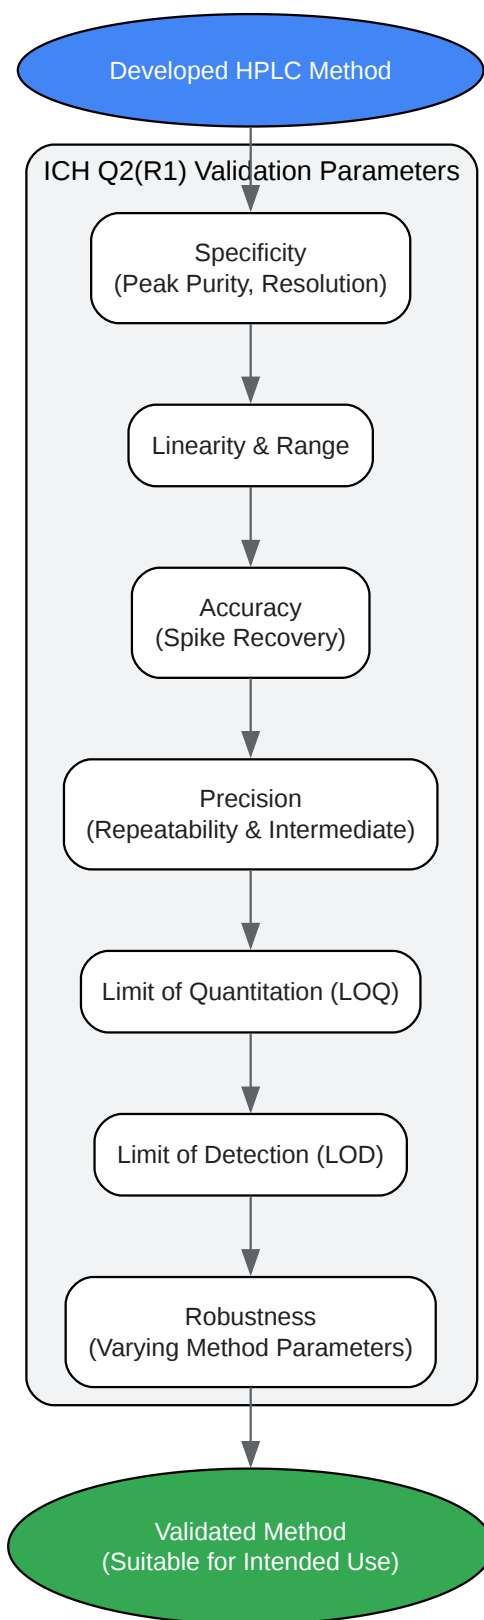 Developed HPLC Method
ICH Q2(R1) Validation Parameters
Specificity
(Peak Purity, Resolution)
Linearity & Range
Accuracy
(Spike Recovery)
Precision
(Repeatability & Intermediate)
Limit of Quantitation (LOQ)
Limit of Detection (LOD)
Robustness
(Varying Method Parameters)
Validated Method
(Suitable for Intended Use)